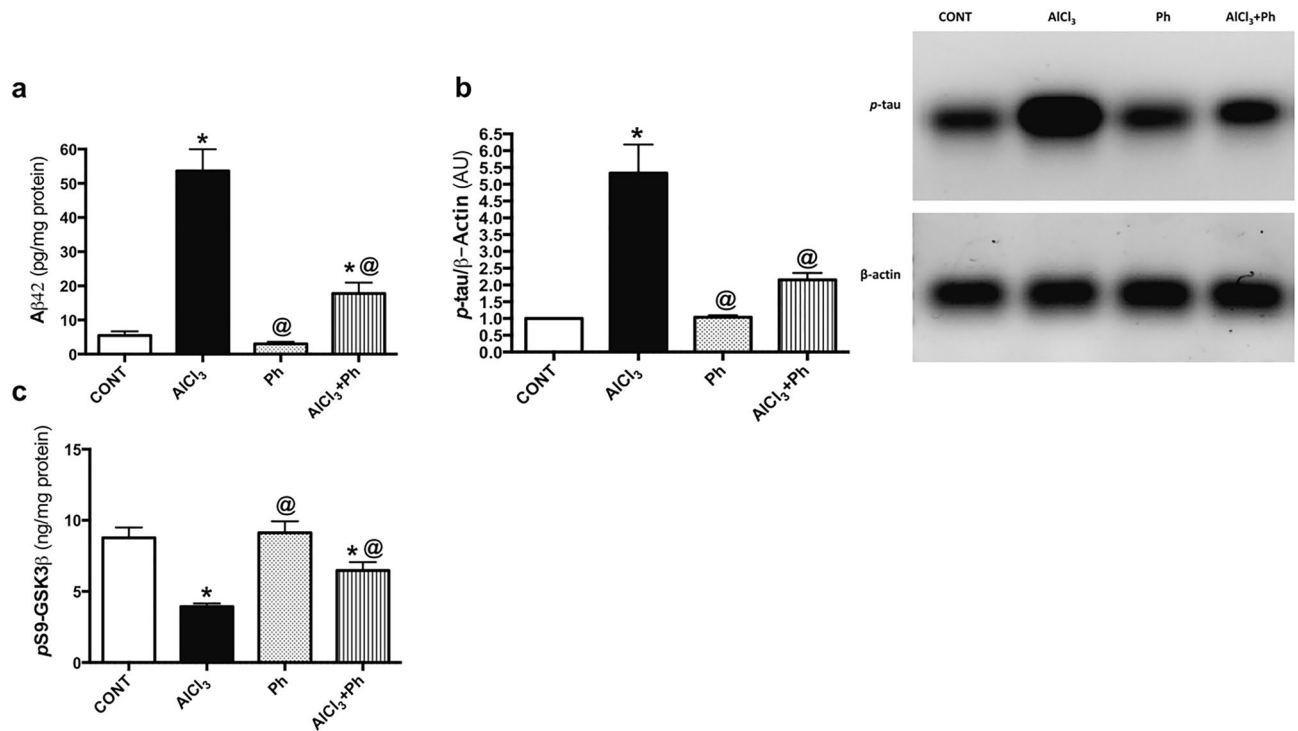 a
Aβ42 (pg/mg protein)
60
50
40
30
20
10
0
*
@
* @
CONT
AlCl₃
Ph
AlCl₃+Ph
b
p-tau/β-Actin (AU)
6.5
6.0
5.5
5.0
4.5
4.0
3.5
3.0
2.5
2.0
1.5
1.0
0.5
0.0
*
@
@
CONT
AlCl₃
Ph
AlCl₃+Ph
CONT AlCl₃ Ph AlCl₃+Ph
p-tau
β-actin
c
pS9-GSK3β (ng/mg protein)
15
10
5
0
*
@
* @
CONT
AlCl₃
Ph
AlCl₃+Ph